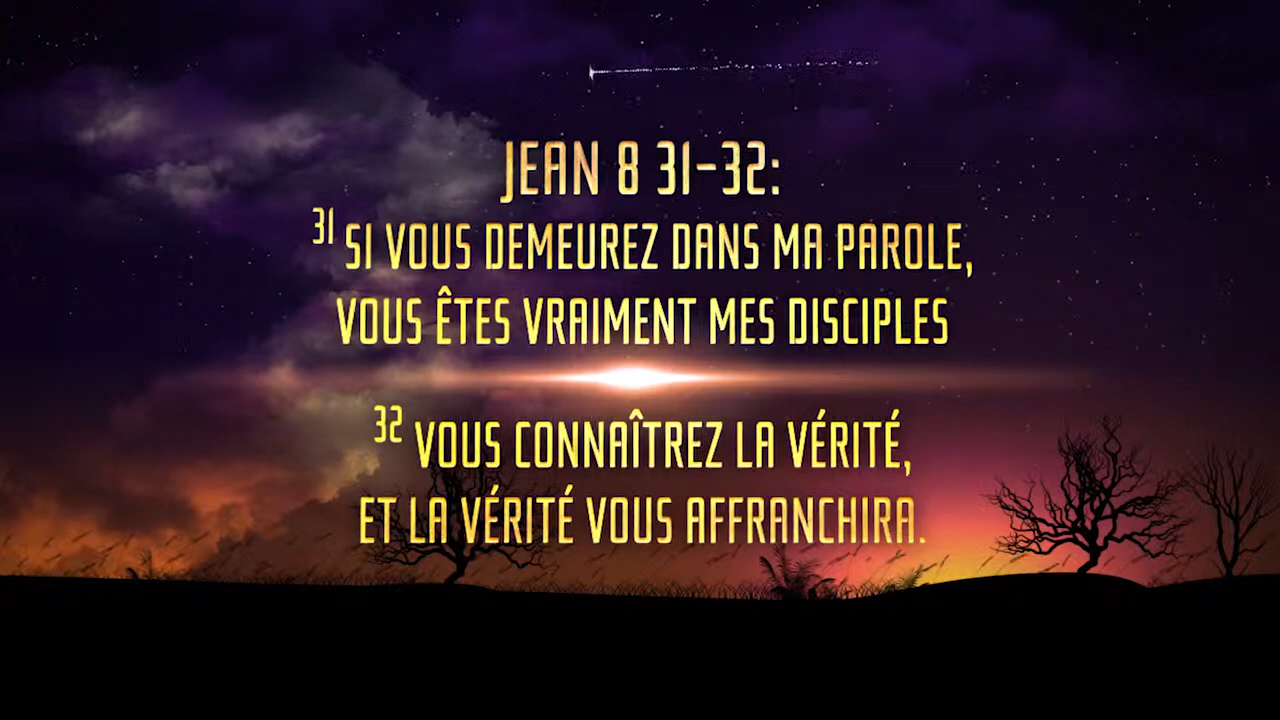 JEAN 8 31-32:
31 SI VOUS DEMEUREZ DANS MA PAROLE,
VOUS ÊTES VRAIMENT MES DISCIPLES
32 VOUS CONNAÎTREZ LA VÉRITÉ,
ET LA VÉRITÉ VOUS AFFRANCHIRA.